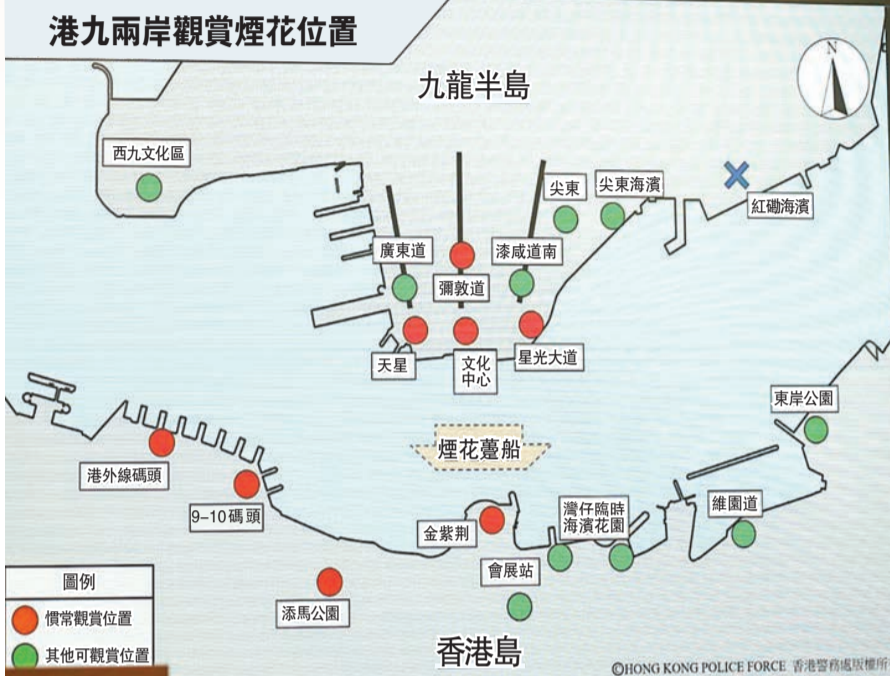 港九兩岸觀賞煙花位置
九龍半島
N
西九文化區
尖東
尖東海濱
紅磡海濱
廣東道
彌敦道
漆咸道南
天星
文化
中心
星光大道
東岸公園
煙花躉船
港外線碼頭
9-10碼頭
金紫荊
灣仔臨時
海濱花園
維園道
會展站
添馬公園
圖例
慣常觀賞位置
其他可觀賞位置
香港島
©HONG KONG POLICE FORCE 香港警務處版權所